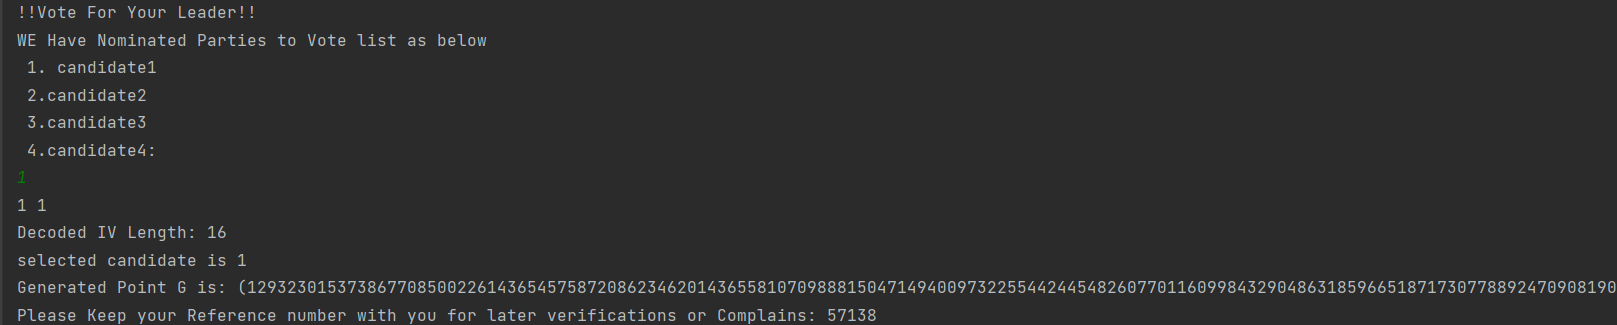 !!Vote For Your Leader!!
WE Have Nominated Parties to Vote list as below
1. candidate1
2.candidate2
3.candidate3
4.candidate4:
1
1 1
Decoded IV Length: 16
selected candidate is 1
Generated Point G is: (12932301537386770850022614365457587208623462014365581070988815047149400973225544244548260770116099843290486318596651871730778892470908190
Please Keep your Reference number with you for later verifications or Complains: 57138